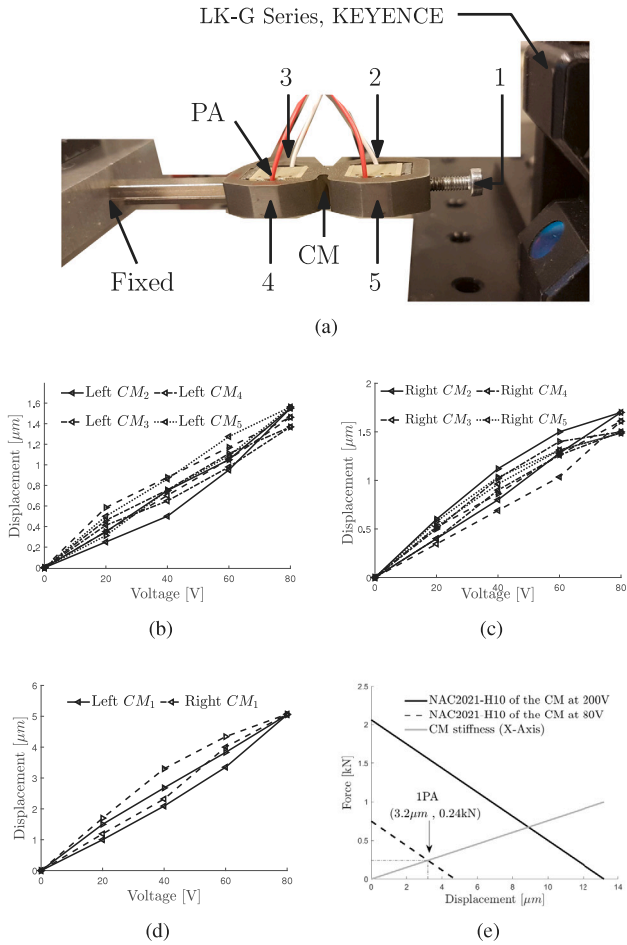 LK-G Series, KEYENCE
3 2 1
PA
Fixed 4 CM 5
(a)
Left CM2 Left CM4
Left CM3 Left CM5
Displacement [μm]
1,6
1,4
1,2
1
0,8
0,6
0,4
0,2
0
0 20 40 60 80
Voltage [V]
(b)
Right CM2 Right CM4
Right CM3 Right CM5
Displacement [μm]
2
1.5
1
0.5
0
0 20 40 60 80
Voltage [V]
(c)
Left CM1 Right CM1
Displacement [μm]
6
5
4
3
2
1
0
0 20 40 60 80
Voltage [V]
(d)
NAC2021-H10 of the CM at 200V
NAC2021-H10 of the CM at 80V
CM stiffness (X-Axis)
Force [kN]
2.5
2
1.5
1
0.5
0
1PA
(3.2μm , 0.24kN)
0 2 4 6 8 10 12 14
Displacement [μm]
(e)